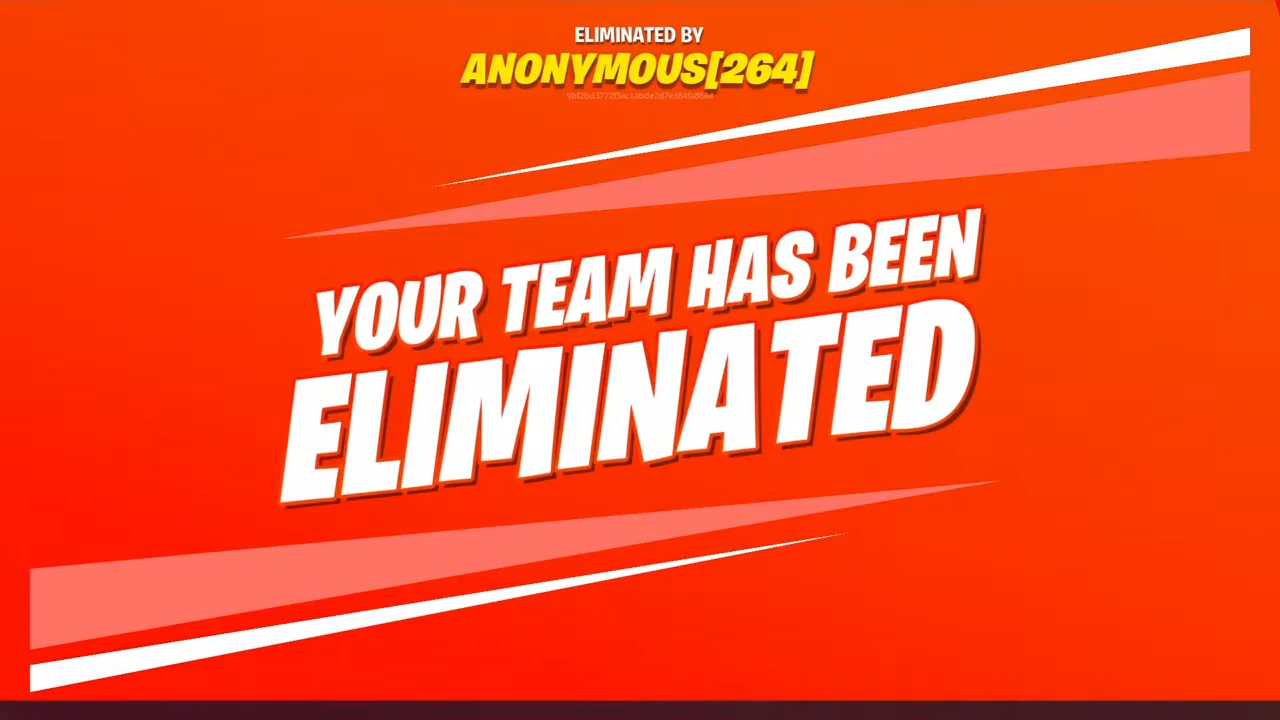 ELIMINATED BY
ANONYMOUS[264]
YOUR TEAM HAS BEEN
ELIMINATED